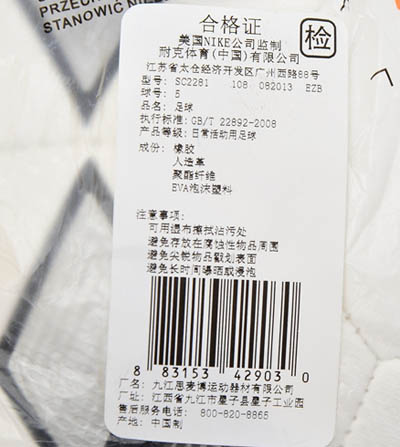 PRZECHO
STANOWIĆ NIE
合格证
检
美国NIKE公司监制
耐克体育(中国)有限公司
江苏省太仓经济开发区广州西路88号
型号: SC2281 108 082013 EZB
球号: 5
品名: 足球
执行标准: GB/T 22892-2008
产品等级: 日常活动用足球
成份: 橡胶
人造革
聚酯纤维
EVA泡沫塑料
注意事项:
可用湿布擦拭沾污处
避免存放在腐蚀性物品周围
避免尖锐物品戳划表面
避免长时间曝晒或浸泡
8 83153 42903 0
厂名: 九江思麦博运动器材有限公司
厂址: 江西省九江市星子县星子工业园
售后服务电话: 800-820-8865
产地: 中国制